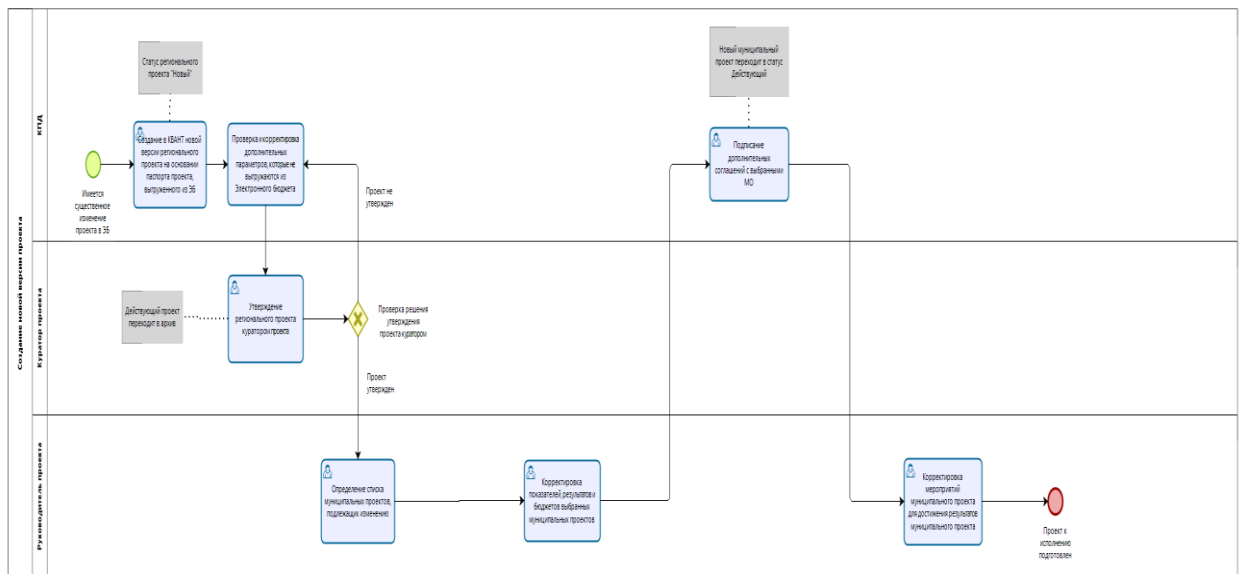 Создание новой версии проекта
КПД
Куратор проекта
Руководитель проекта
Статус регионального
проекта "Новый"
Создание в КВАНТ новой
версии регионального
проекта на основании
паспорта проекта,
выгруженного из ЭБ
Проверка и корректировка
дополнительных
параметров, которые не
выгружаются из
Электронного бюджета
Имеется
существенное
изменение
проекта в ЭБ
Проект не
утвержден
Новый муниципальный
проект переходит в статус
Действующий
Подписание
дополнительных
соглашений с выбранными
МО
Действующий проект
переходит в архив
Утверждение
регионального проекта
куратором проекта
Проверка решения
утверждения
проекта куратором
Проект
утвержден
Определение списка
муниципальных проектов,
подлежащих изменению
Корректировка
показателей, результатов и
бюджетов выбранных
муниципальных проектов
Корректировка
мероприятий
муниципального проекта
для достижения результатов
муниципального проекта
Проект к
исполнению
подготовлен